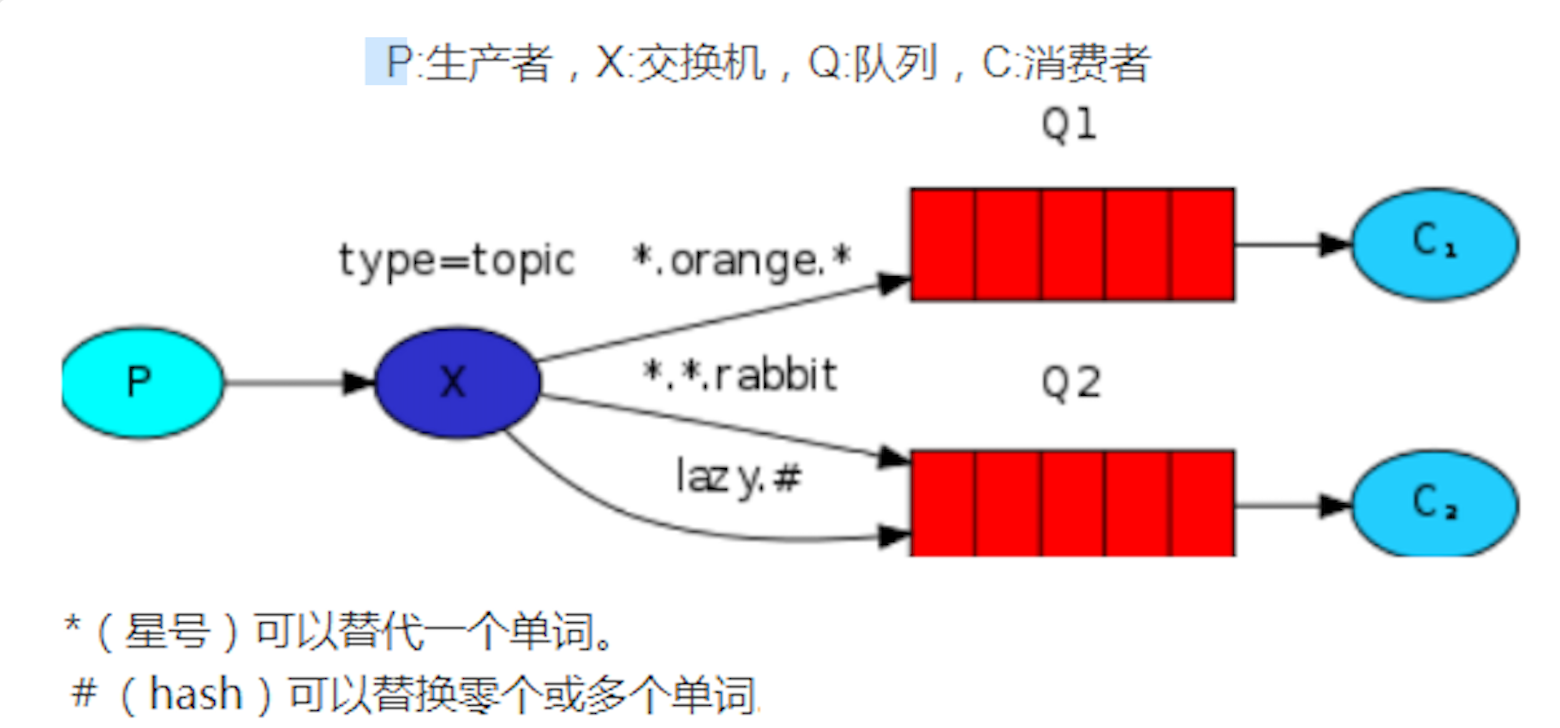 P:生产者，X:交换机，Q:队列，C:消费者
Q1
type=topic
*.orange.*
C₁
P
X
*.*.rabbit
Q2
lazy.#
C₂
*（星号）可以替代一个单词。
#（hash）可以替换零个或多个单词